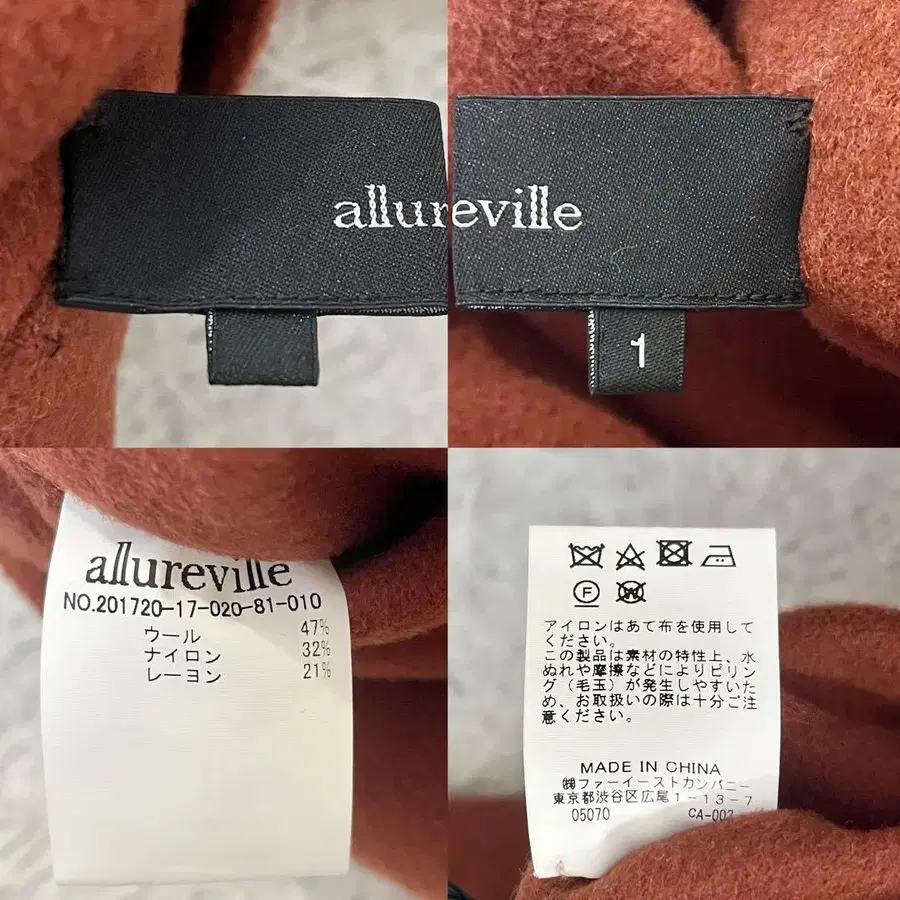 allureville
1
allureville
NO.201720-17-020-81-010
ウール 47%
ナイロン 32%
レーヨン 21%
アイロンはあて布を使用して
ください。
この製品は素材の特性上、水
ぬれや摩擦などによりピリン
グ(毛玉)が発生しやすいた
め、お取扱いの際は十分ご注
意ください。
MADE IN CHINA
㈱ファーイーストカンパニー
東京都渋谷区広尾1-13-7
05070 CA-003